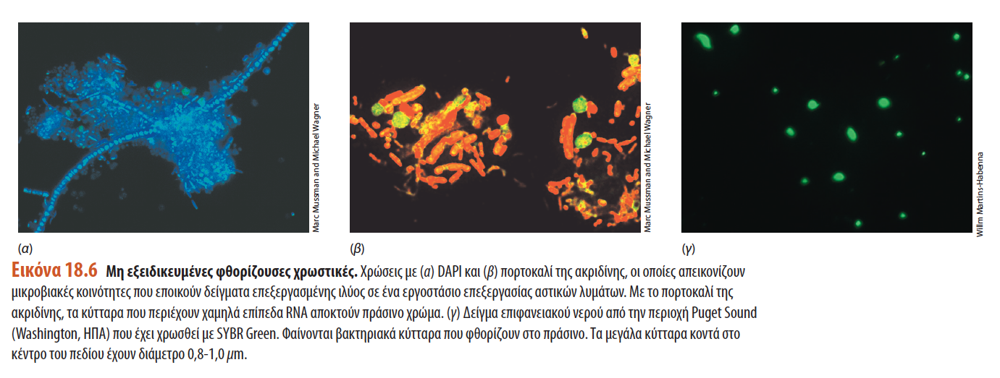 Marc Mussman and Michael Wagner
Marc Mussman and Michael Wagner
Willm Martins-Habenna
(α)
(β)
(γ)
Εικόνα 18.6 Μη εξειδικευμένες φθορίζουσες χρωστικές. Χρώσεις με (α) DAPI και (β) πορτοκαλί της ακριδίνης, οι οποίες απεικονίζουν
μικροβιακές κοινότητες που εποικούν δείγματα επεξεργασμένης ιλύος σε ένα εργοστάσιο επεξεργασίας αστικών λυμάτων. Με το πορτοκαλί της
ακριδίνης, τα κύτταρα που περιέχουν χαμηλά επίπεδα RNA αποκτούν πράσινο χρώμα. (γ) Δείγμα επιφανειακού νερού από την περιοχή Puget Sound
(Washington, ΗΠΑ) που έχει χρωσθεί με SYBR Green. Φαίνονται βακτηριακά κύτταρα που φθορίζουν στο πράσινο. Τα μεγάλα κύτταρα κοντά στο
κέντρο του πεδίου έχουν διάμετρο 0,8-1,0 μm.